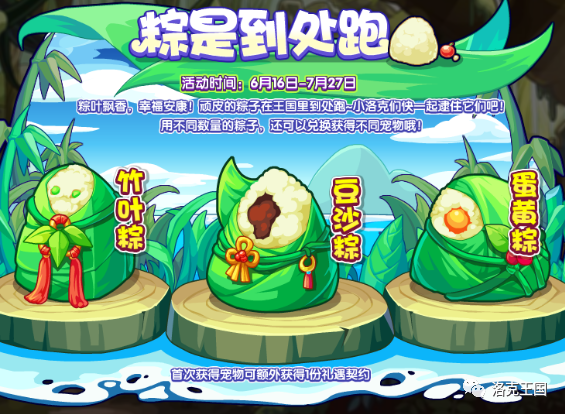 粽是到处跑
活动时间：6月16日-7月27日
粽叶飘香，幸福安康！顽皮的粽子在王国里到处跑~小洛克们快一起逮住它们吧！
用不同数量的粽子，还可以兑换获得不同宠物哦！
竹叶粽
豆沙粽
蛋黄粽
首次获得宠物可额外获得1份礼遇契约
洛克王国